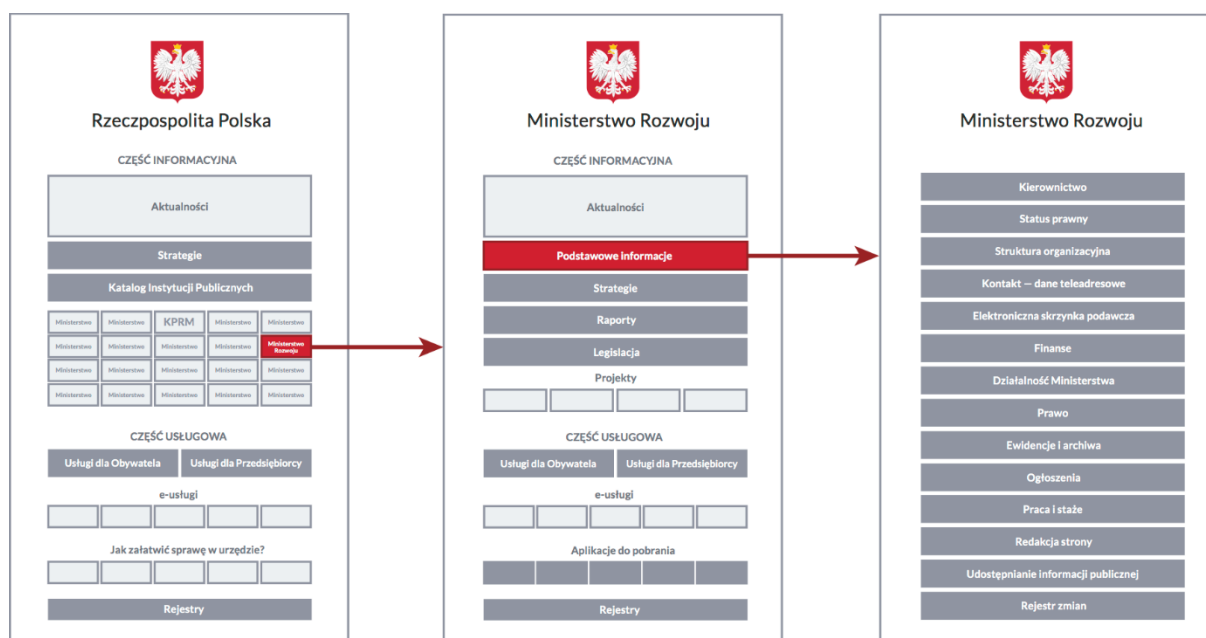 Rzeczpospolita Polska
CZĘŚĆ INFORMACYJNA
Aktualności
Strategie
Katalog Instytucji Publicznych
Ministerstwo Ministerstwo KPRM Ministerstwo Ministerstwo
Ministerstwo Ministerstwo Ministerstwo Ministerstwo Ministerstwo
Rozwoju
Ministerstwo Ministerstwo Ministerstwo Ministerstwo Ministerstwo
Ministerstwo Ministerstwo Ministerstwo Ministerstwo Ministerstwo
CZĘŚĆ USŁUGOWA
Usługi dla Obywatela Usługi dla Przedsiębiorcy
e-usługi
Jak załatwić sprawę w urzędzie?
Rejestry
Ministerstwo Rozwoju
CZĘŚĆ INFORMACYJNA
Aktualności
Podstawowe informacje
Strategie
Raporty
Legislacja
Projekty
CZĘŚĆ USŁUGOWA
Usługi dla Obywatela Usługi dla Przedsiębiorcy
e-usługi
Aplikacje do pobrania
Rejestry
Ministerstwo Rozwoju
Kierownictwo
Status prawny
Struktura organizacyjna
Kontakt — dane teleadresowe
Elektroniczna skrzynka podawcza
Finanse
Działalność Ministerstwa
Prawo
Ewidencje i archiwa
Ogłoszenia
Praca i staże
Redakcja strony
Udostępnianie informacji publicznej
Rejestr zmian